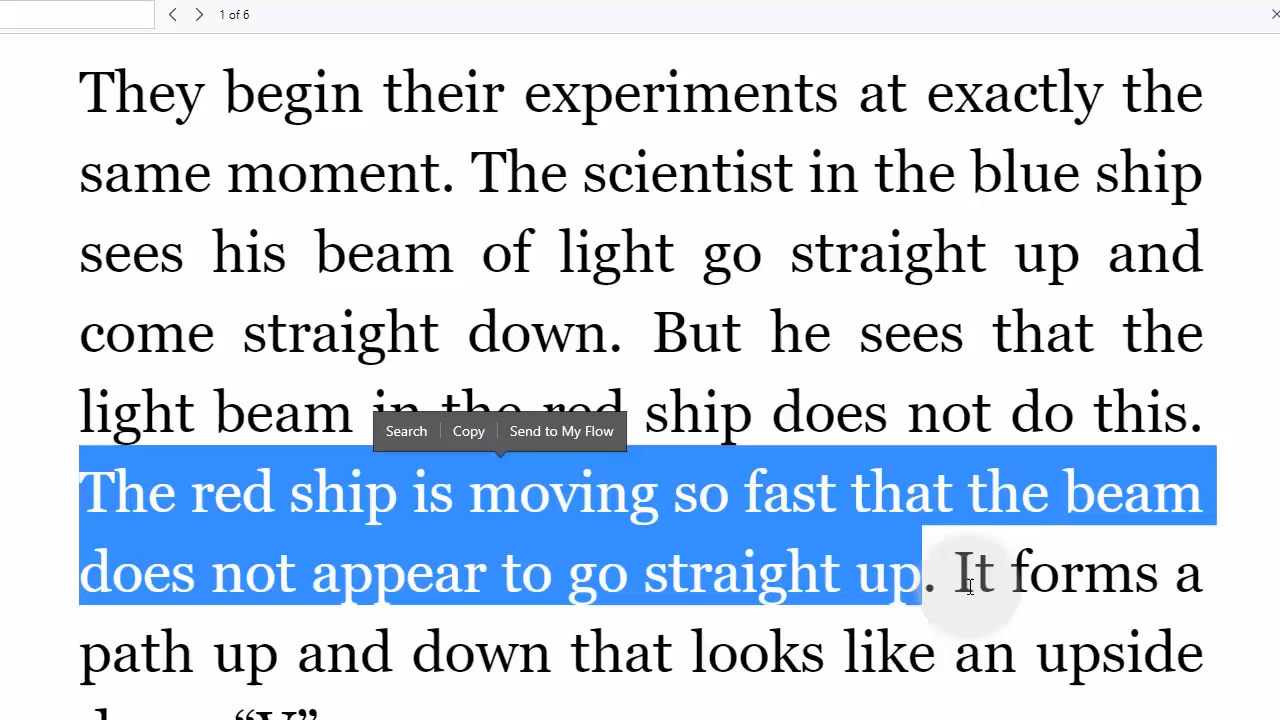 1 of 6
They begin their experiments at exactly the
same moment. The scientist in the blue ship
sees his beam of light go straight up and
come straight down. But he sees that the
light beam in the red ship does not do this.
Search Copy Send to My Flow
The red ship is moving so fast that the beam
does not appear to go straight up. It forms a
path up and down that looks like an upside
“V”